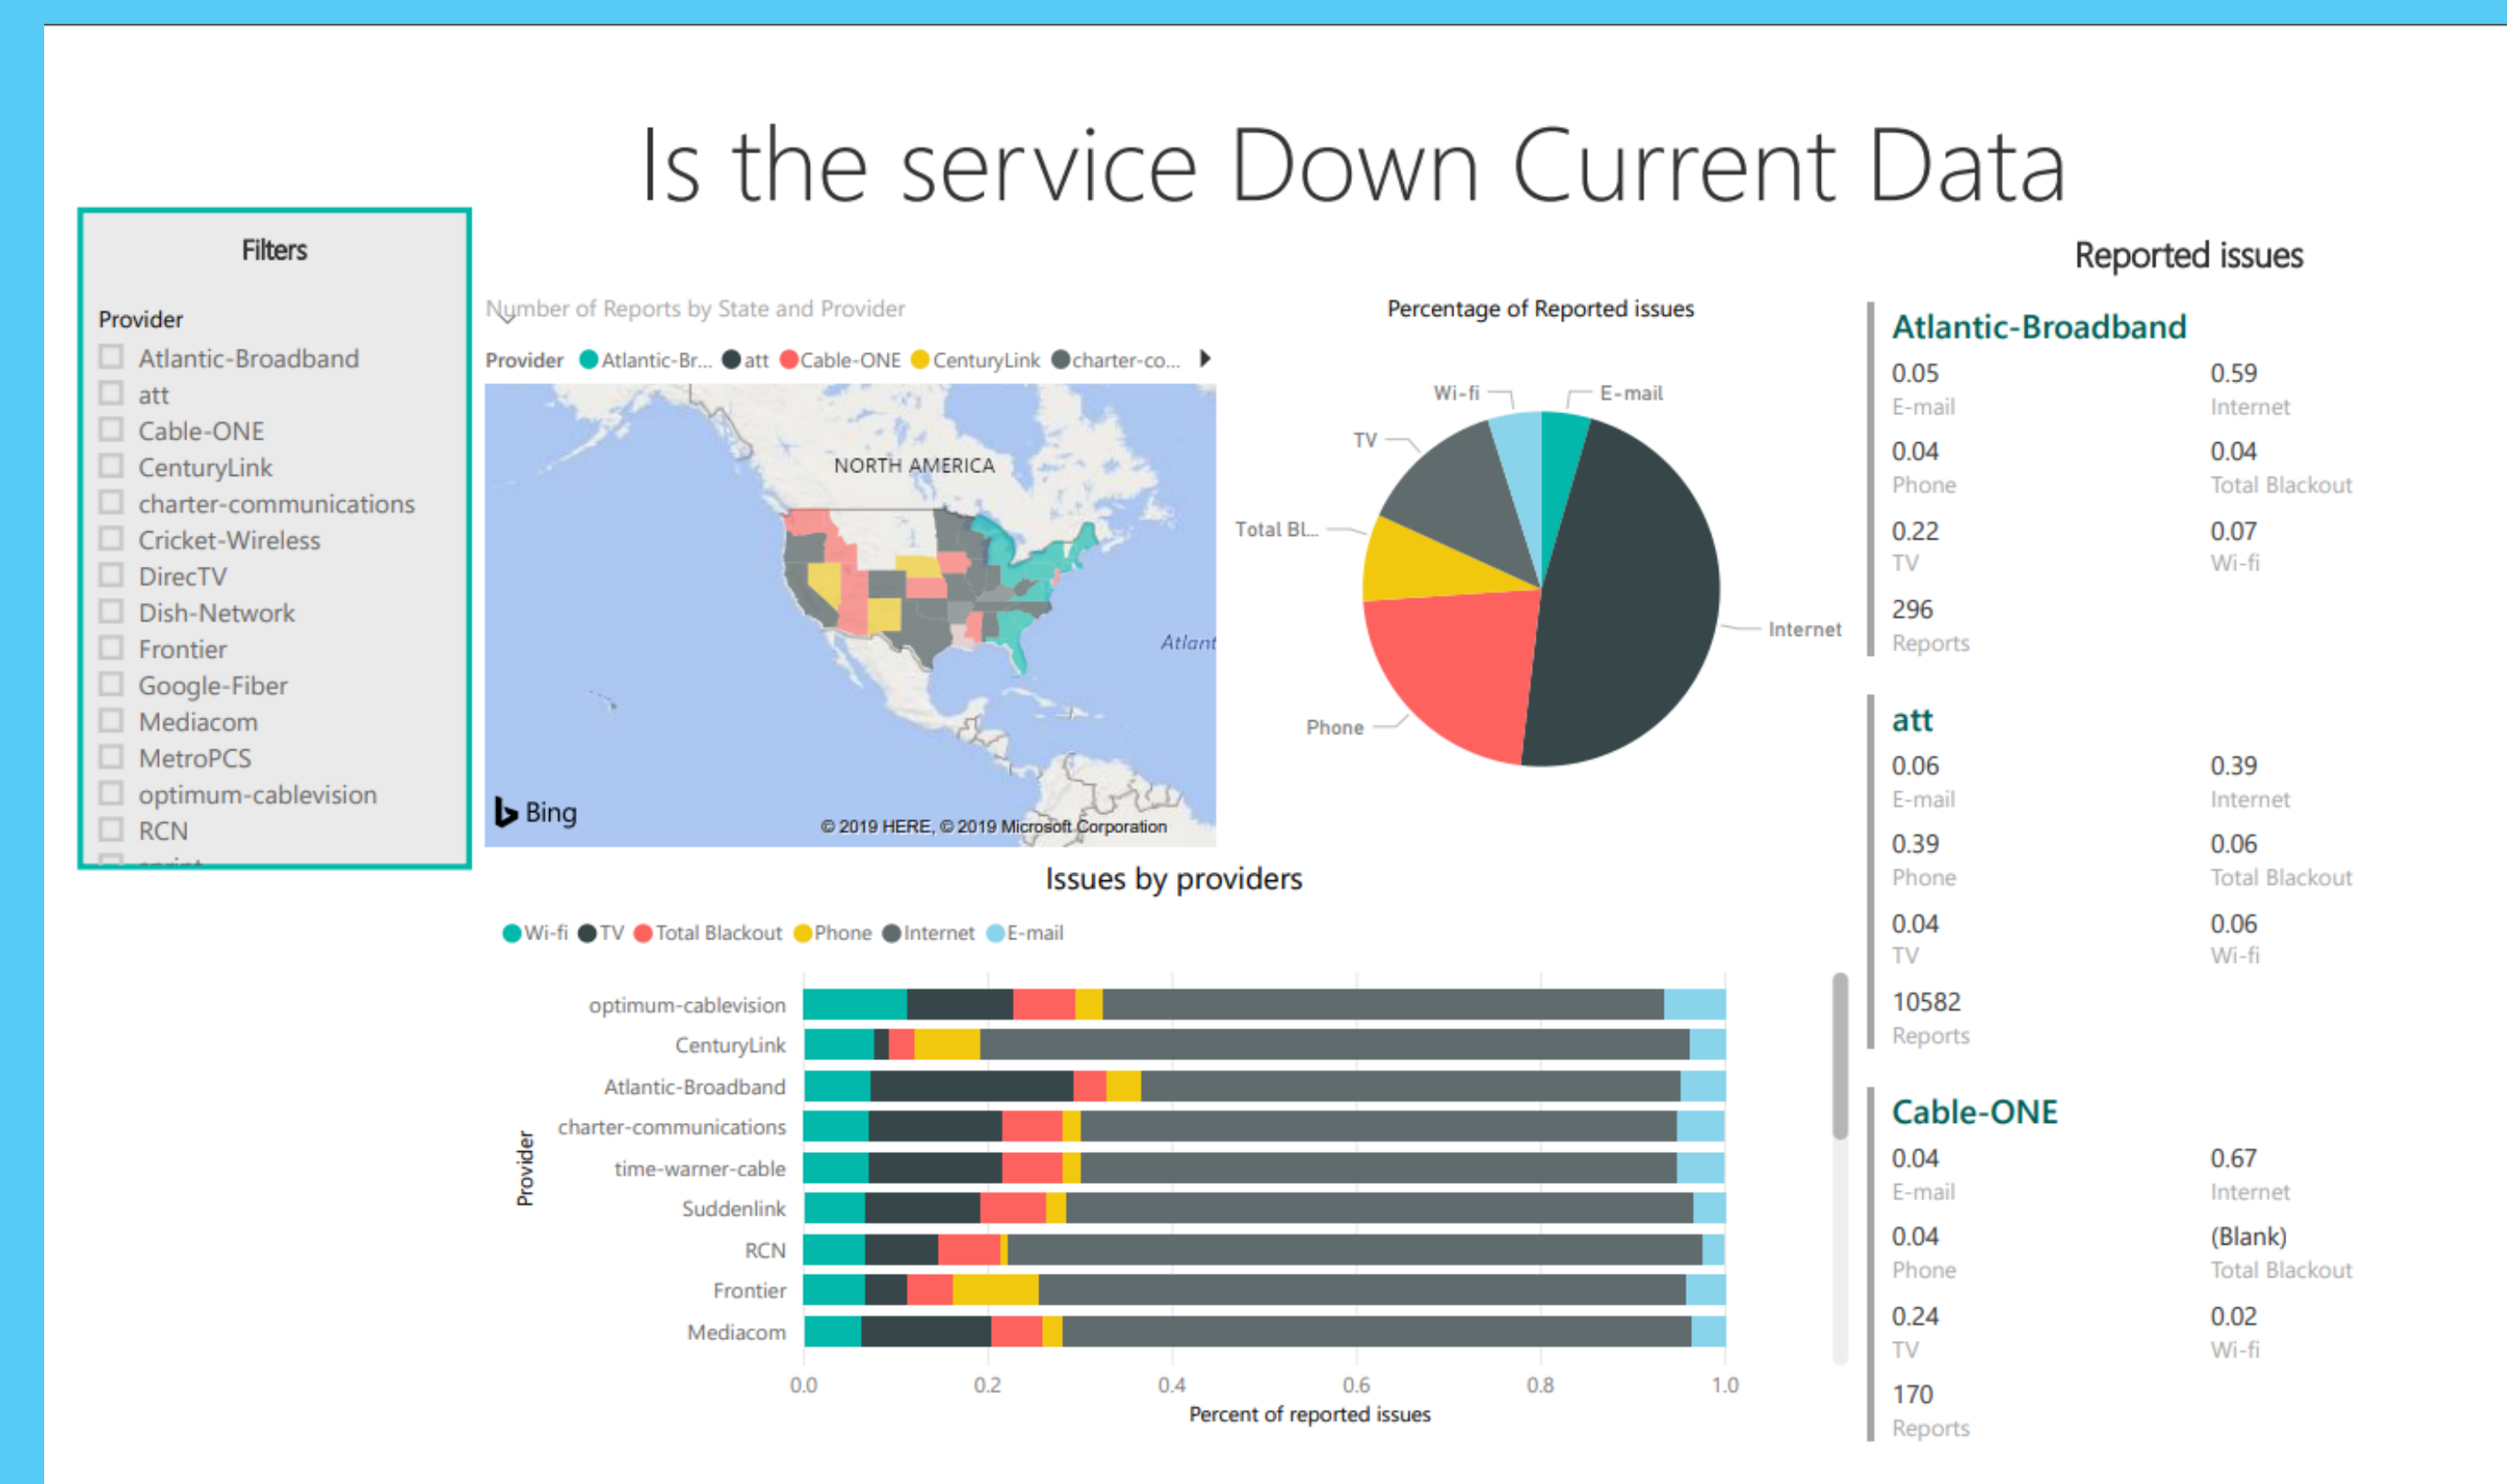 Is the service Down Current Data
Filters
Provider
Atlantic-Broadband
att
Cable-ONE
CenturyLink
charter-communications
Cricket-Wireless
DirecTV
Dish-Network
Frontier
Google-Fiber
Mediacom
MetroPCS
optimum-cablevision
RCN
Number of Reports by State and Provider
Provider Atlantic-Br... att Cable-ONE CenturyLink charter-co...
NORTH AMERICA
Atlant
Bing
© 2019 HERE, © 2019 Microsoft Corporation
Percentage of Reported issues
Wi-fi E-mail
TV
Total Bl...
Internet
Phone
Issues by providers
Wi-fi TV Total Blackout Phone Internet E-mail
Provider
optimum-cablevision
CenturyLink
Atlantic-Broadband
charter-communications
time-warner-cable
Suddenlink
RCN
Frontier
Mediacom
0.0 0.2 0.4 0.6 0.8 1.0
Percent of reported issues
Reported issues
Atlantic-Broadband
0.05 0.59
E-mail Internet
0.04 0.04
Phone Total Blackout
0.22 0.07
TV Wi-fi
296
Reports
att
0.06 0.39
E-mail Internet
0.39 0.06
Phone Total Blackout
0.04 0.06
TV Wi-fi
10582
Reports
Cable-ONE
0.04 0.67
E-mail Internet
0.04 (Blank)
Phone Total Blackout
0.24 0.02
TV Wi-fi
170
Reports